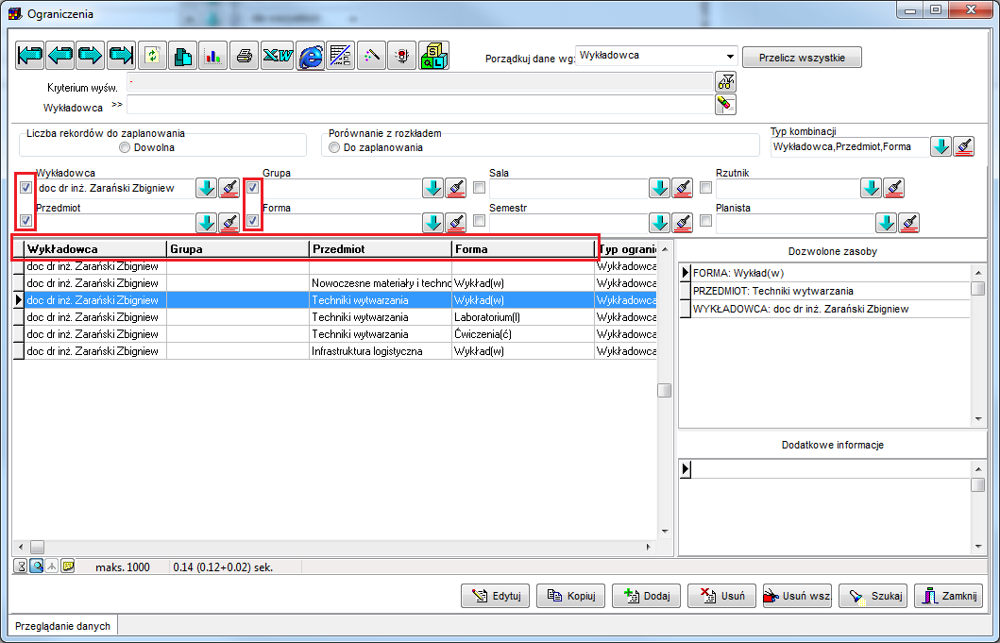 Ograniczenia
XW
SQL
Porządkuj dane wg:
Wykładowca
Przelicz wszystkie
Kryterium wyśw.
Wykładowca >>
Liczba rekordów do zaplanowania
Dowolna
Porównanie z rozkładem
Do zaplanowania
Typ kombinacji
Wykładowca,Przedmiot,Forma
Wykładowca
doc dr inż. Zarański Zbigniew
Grupa
Sala
Rzutnik
Przedmiot
Forma
Semestr
Planista
Wykładowca Grupa Przedmiot Forma Typ ograni
doc dr inż. Zarański Zbigniew Wykładowca
doc dr inż. Zarański Zbigniew Nowoczesne materiały i techno Wykład(w) Wykładowca
doc dr inż. Zarański Zbigniew Techniki wytwarzania Wykład(w) Wykładowca
doc dr inż. Zarański Zbigniew Techniki wytwarzania Laboratorium(l) Wykładowca
doc dr inż. Zarański Zbigniew Techniki wytwarzania Ćwiczenia(ć) Wykładowca
doc dr inż. Zarański Zbigniew Infrastruktura logistyczna Wykład(w) Wykładowca
Dozwolone zasoby
FORMA: Wykład(w)
PRZEDMIOT: Techniki wytwarzania
WYKŁADOWCA: doc dr inż. Zarański Zbigniew
Dodatkowe informacje
maks. 1000 0.14 (0.12+0.02) sek.
Edytuj
Kopiuj
Dodaj
Usuń
Usuń wsz.
Szukaj
Zamknij
Przeglądanie danych